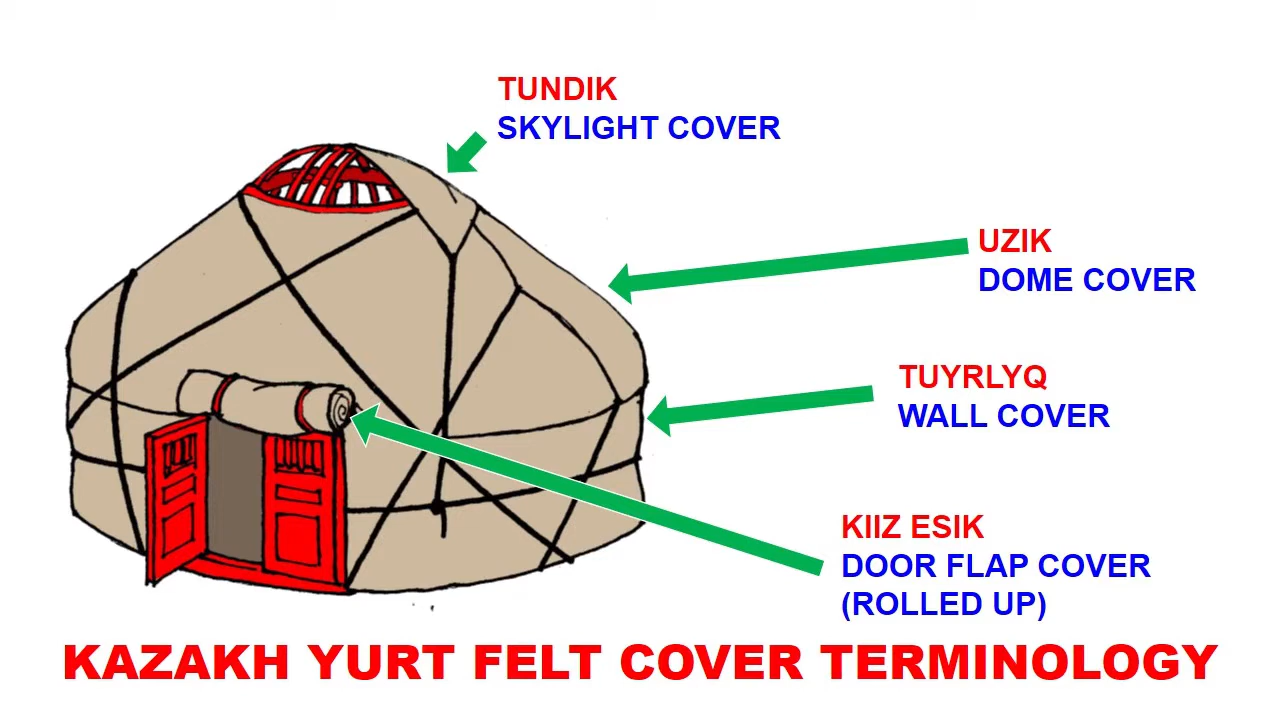 TUNDIK
SKYLIGHT COVER
UZIK
DOME COVER
TUYRLYQ
WALL COVER
KIIZ ESIK
DOOR FLAP COVER
(ROLLED UP)
KAZAKH YURT FELT COVER TERMINOLOGY